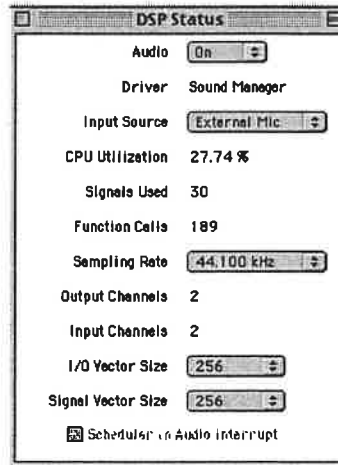 DSP Status
Audio On
Driver Sound Manager
Input Source External Mic
CPU Utilization 27.74 %
Signals Used 30
Function Calls 189
Sampling Rate 44.100 kHz
Output Channels 2
Input Channels 2
I/O Vector Size 256
Signal Vector Size 256
Scheduler in Audio Interrupt